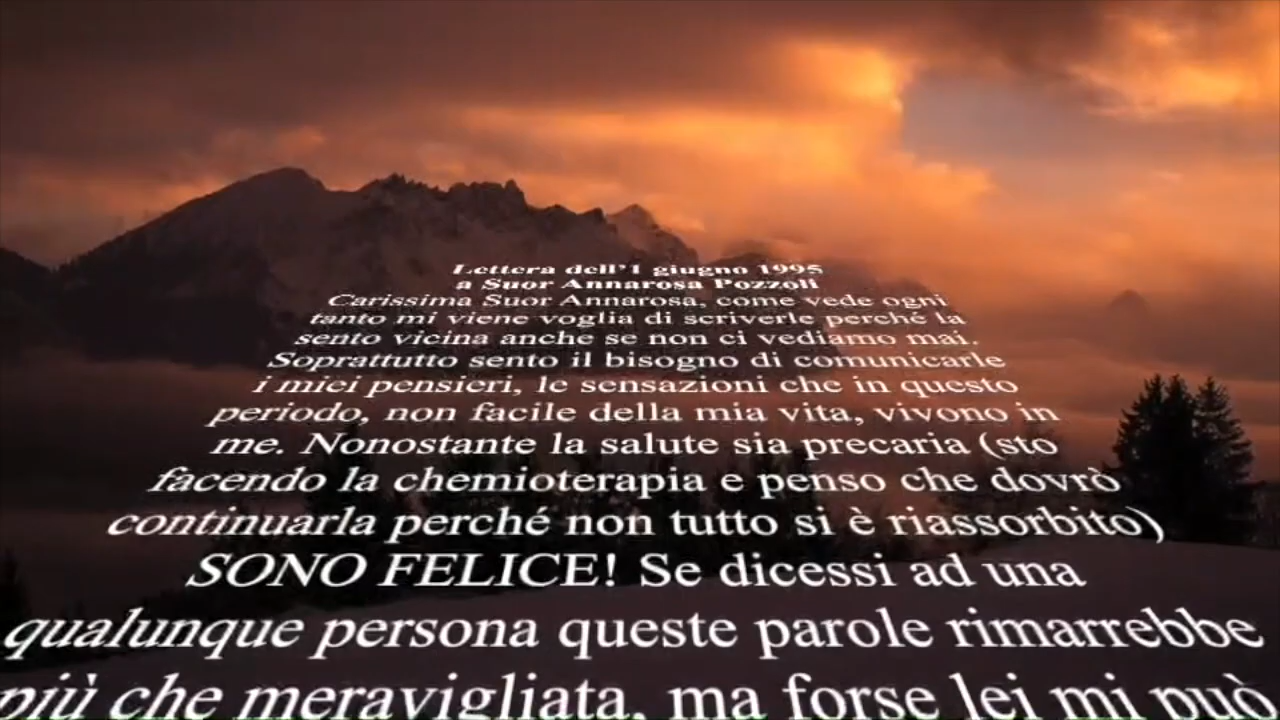 Lettera dell'1 giugno 1995
a Suor Annarosa Pozzoli
Carissima Suor Annarosa, come vede ogni
tanto mi viene voglia di scriverle perché la
sento vicina anche se non ci vediamo mai.
Soprattutto sento il bisogno di comunicarle
i miei pensieri, le sensazioni che in questo
periodo, non facile della mia vita, vivono in
me. Nonostante la salute sia precaria (sto
facendo la chemioterapia e penso che dovrò
continuarla perché non tutto si è riassorbito)
SONO FELICE! Se dicessi ad una
qualunque persona queste parole rimarrebbe
più che meravigliata, ma forse lei mi può